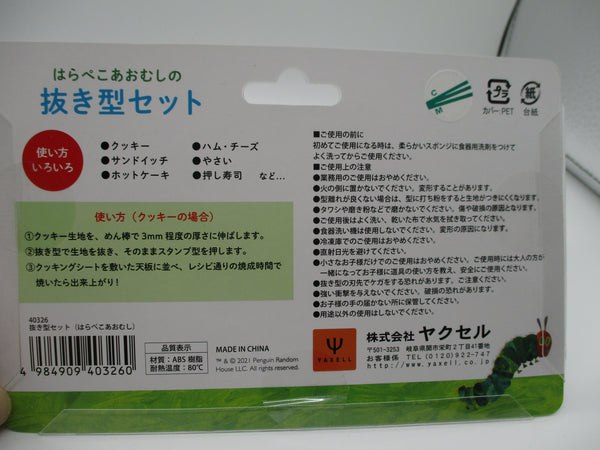 はらぺこあおむしの
抜き型セット
使い方
いろいろ
●クッキー
●サンドイッチ
●ホットケーキ
●ハム・チーズ
●やさい
●押し寿司 など…
使い方(クッキーの場合)
①クッキー生地を、めん棒で3mm程度の厚さに伸ばします。
②抜き型で生地を抜き、そのままスタンプ型を押します。
③クッキングシートを敷いた天板に並べ、レシピ通りの焼成時間で
焼いたら出来上がり!
40326
抜き型セット (はらぺこあおむし)
4 984909 403260
品質表示
材質:ABS樹脂
耐熱温度:80℃
MADE IN CHINA
™ & © 2021 Penguin Random
House LLC. All rights reserved.
CM
プラ
カバー:PET
紙
台紙
■ご使用の前に
初めてご使用になる時は、柔らかいスポンジに食器用洗剤をつけて
よく洗ってからご使用ください。
■ご使用上の注意
●業務用のご使用はおやめください。
●火の側に置かないでください。変形することがあります。
●型離れが良くない場合は、型に打ち粉をすると生地がつきにくくなります。
●タワシや磨き粉などで磨かないでください。傷や破損の原因となります。
●ご使用後はよく洗い、乾いた布で水気を拭き取ってください。
●食器洗い機は使用しないでください。変形の原因になります。
●冷凍庫でのご使用はおやめください。
●直射日光を避けてください。
●小さなお子様だけでのご使用はおやめください。ご使用時には大人の方が
一緒になってお子様に道具の使い方を教え、安全にご使用ください。
●抜き型の刃先でケガをする恐れがあります。ご注意ください。
●強い衝撃を与えないでください。破損の恐れがあります。
●お子様の手の届かない所に保管してください。
●用途以外の使用はしないでください。
YAXELL
株式会社 ヤクセル
〒501-3253 岐阜県関市栄町2丁目41番地
お客様係 TEL(0120)922-747
http://www.yaxell.co.jp